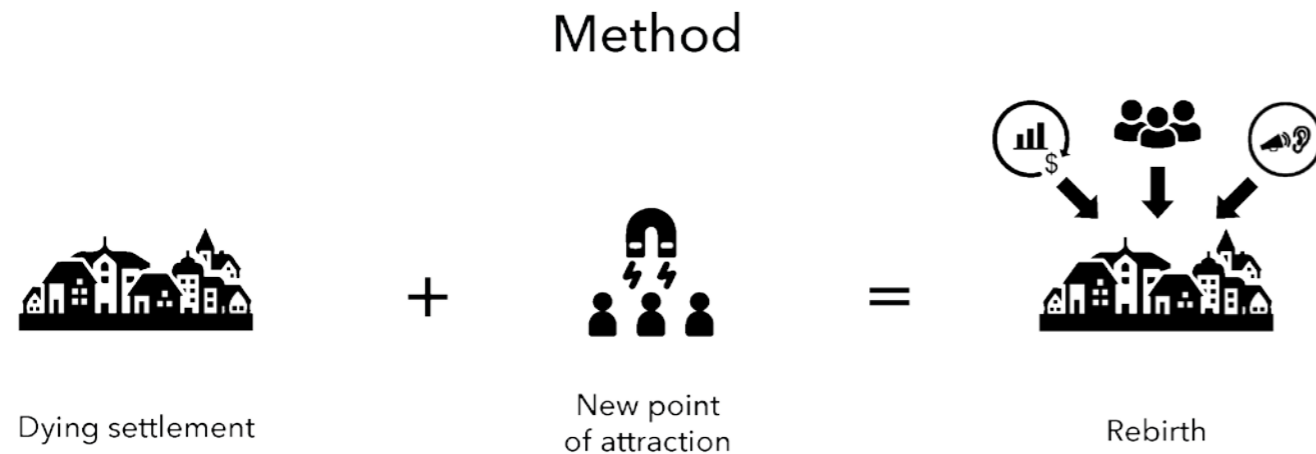 Method
$
+
=
Dying settlement
New point
of attraction
Rebirth